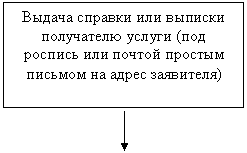 Выдача справки или выписки
получателю услуги (под
роспись или почтой простым
письмом на адрес заявителя)